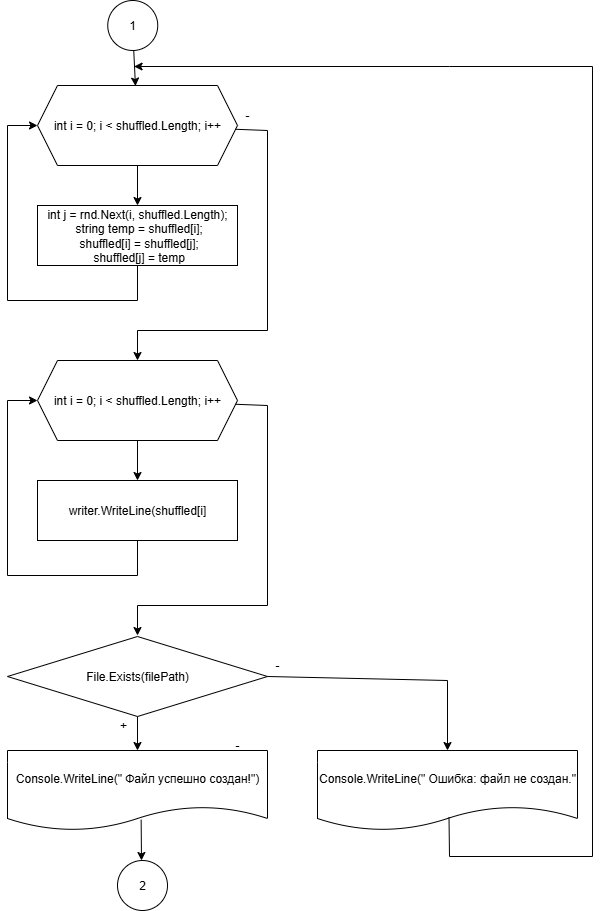 1
int i = 0; i < shuffled.Length; i++
-
int j = rnd.Next(i, shuffled.Length);
string temp = shuffled[i];
shuffled[i] = shuffled[j];
shuffled[j] = temp
int i = 0; i < shuffled.Length; i++
writer.WriteLine(shuffled[i]
File.Exists(filePath)
-
+
-
Console.WriteLine(" Файл успешно создан!")
Console.WriteLine(" Ошибка: файл не создан."
2